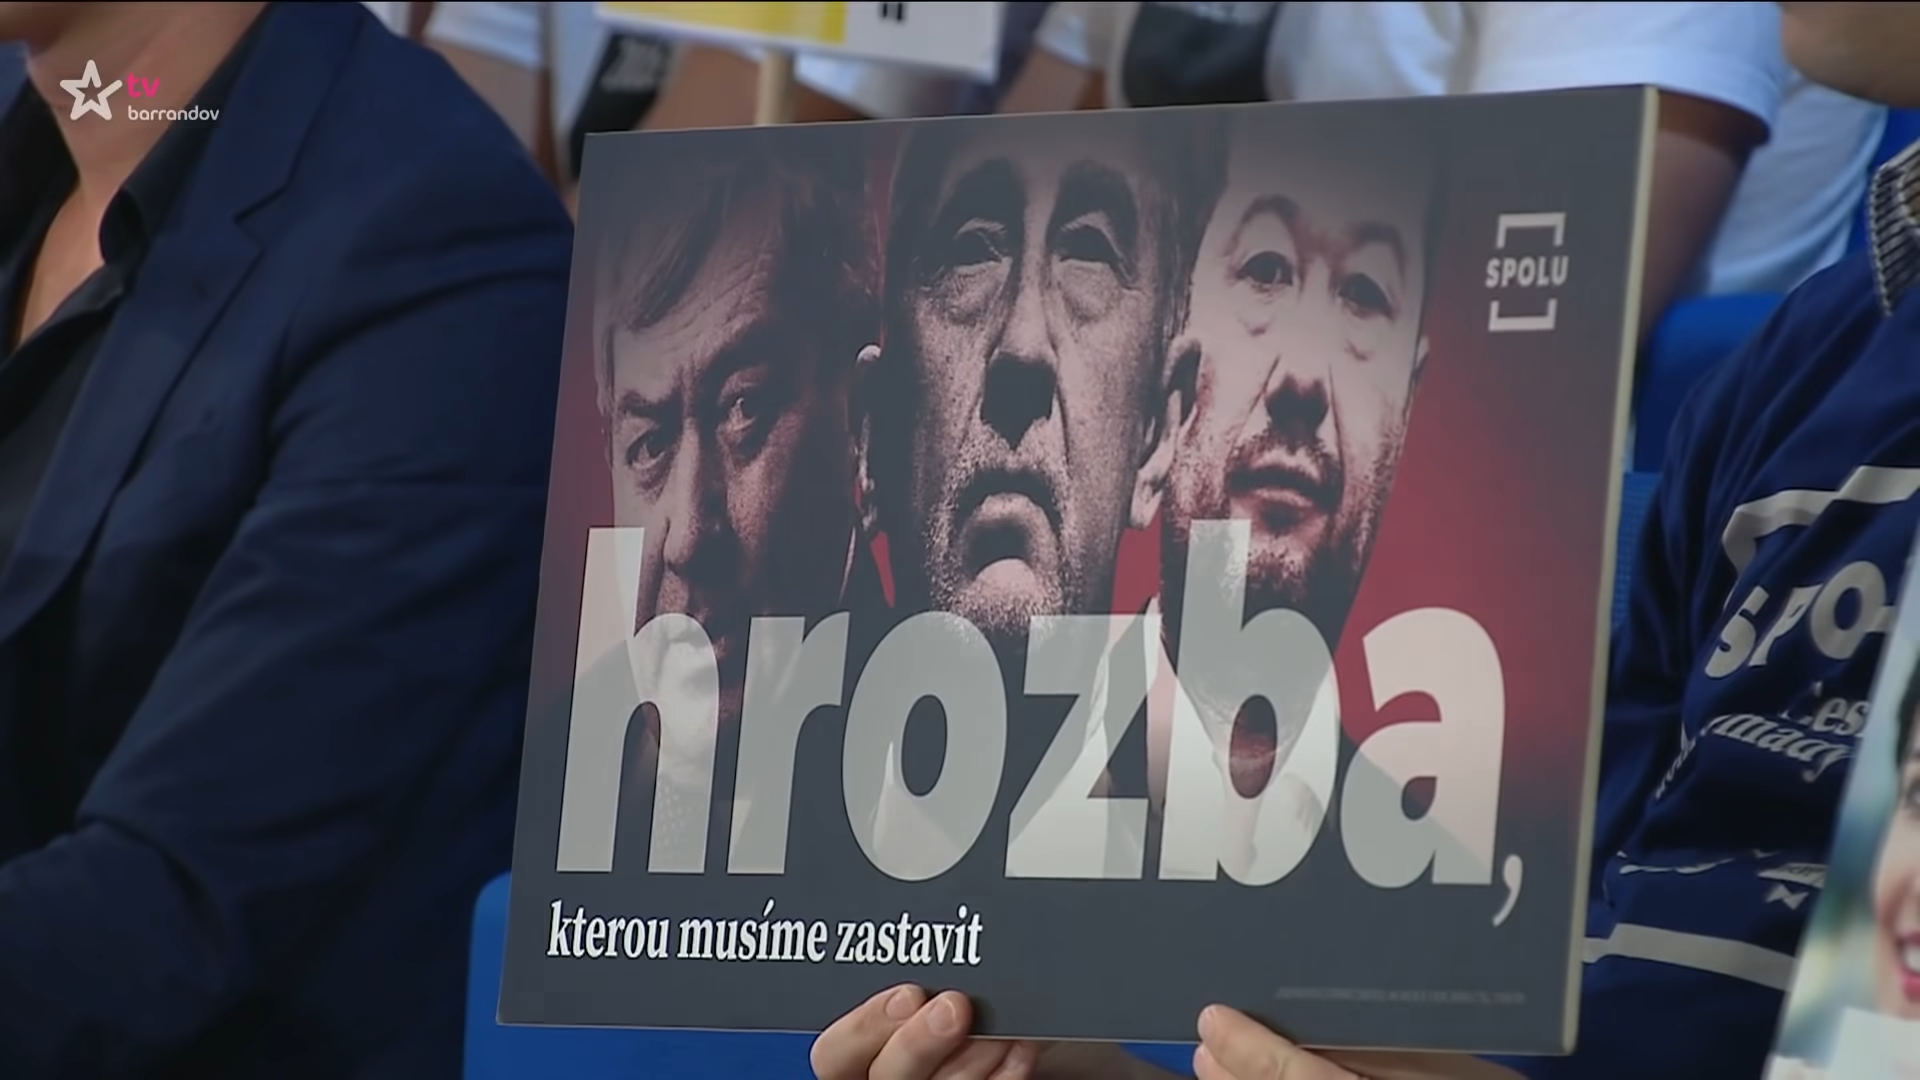 tv
barrandov
SPOLU
hrozba,
kterou musíme zastavit